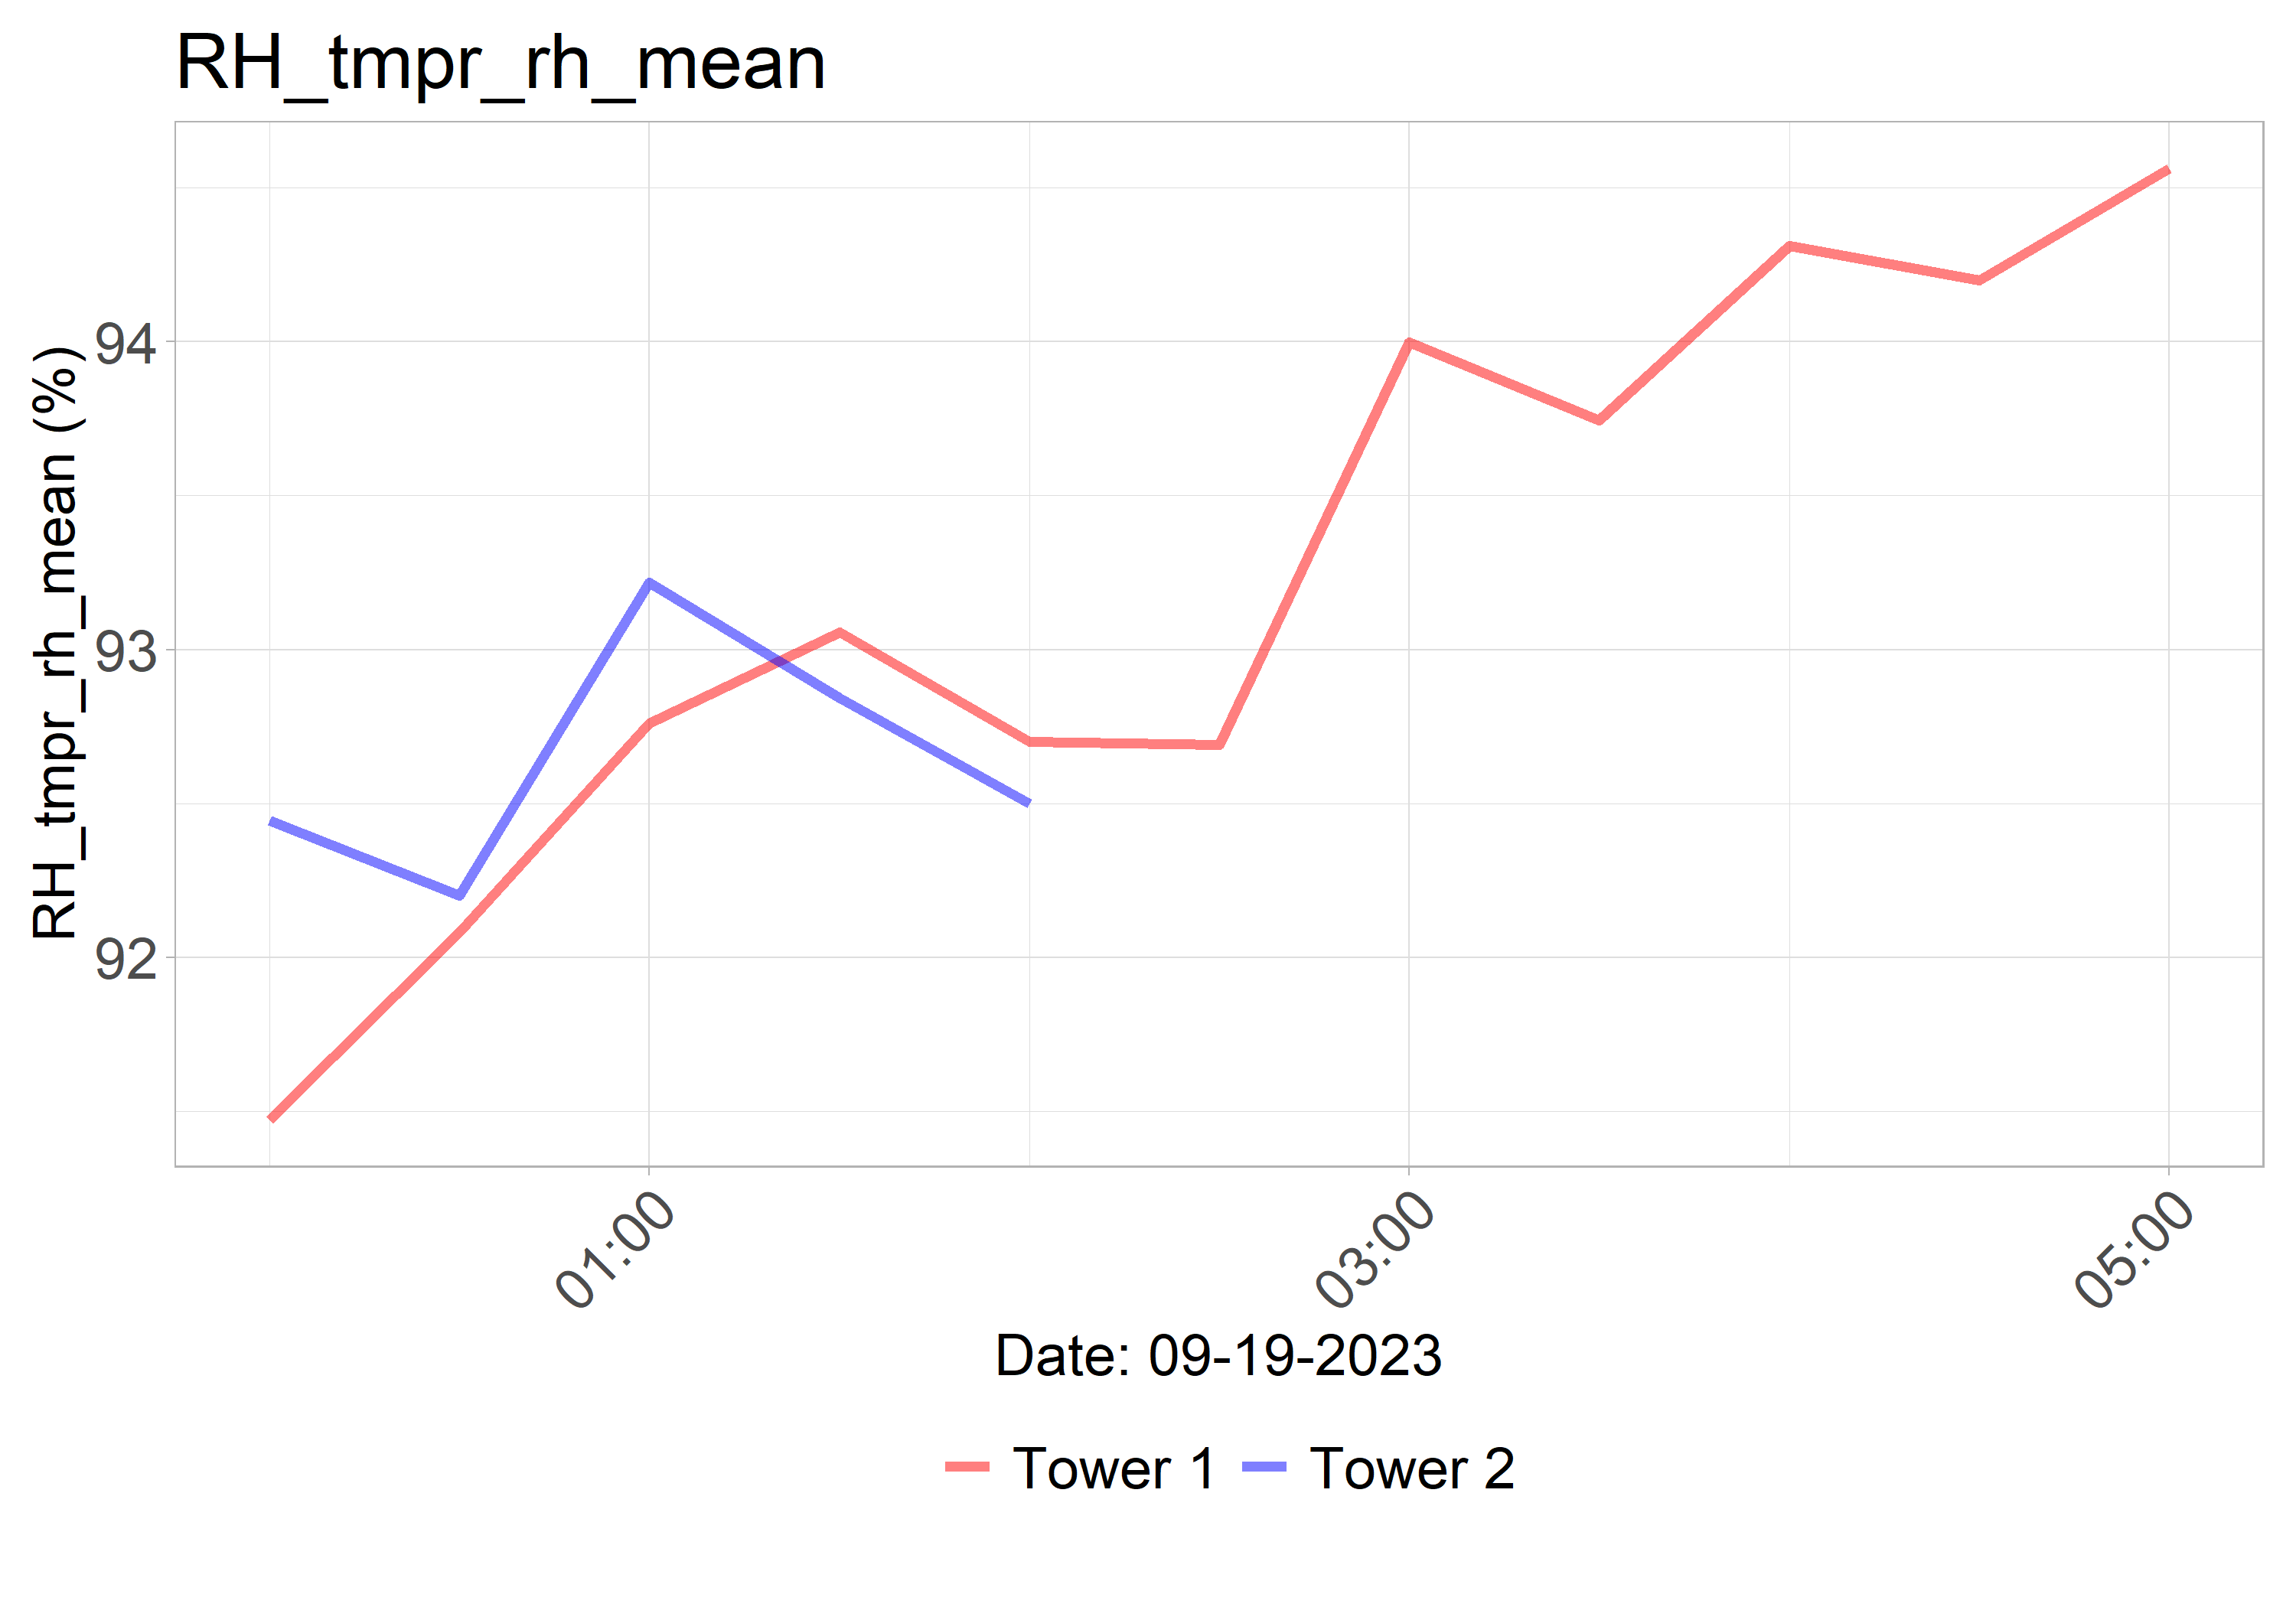 RH_tmpr_rh_mean
RH_tmpr_rh_mean (%)
94
93
92
01:00
03:00
05:00
Date: 09-19-2023
Tower 1
Tower 2